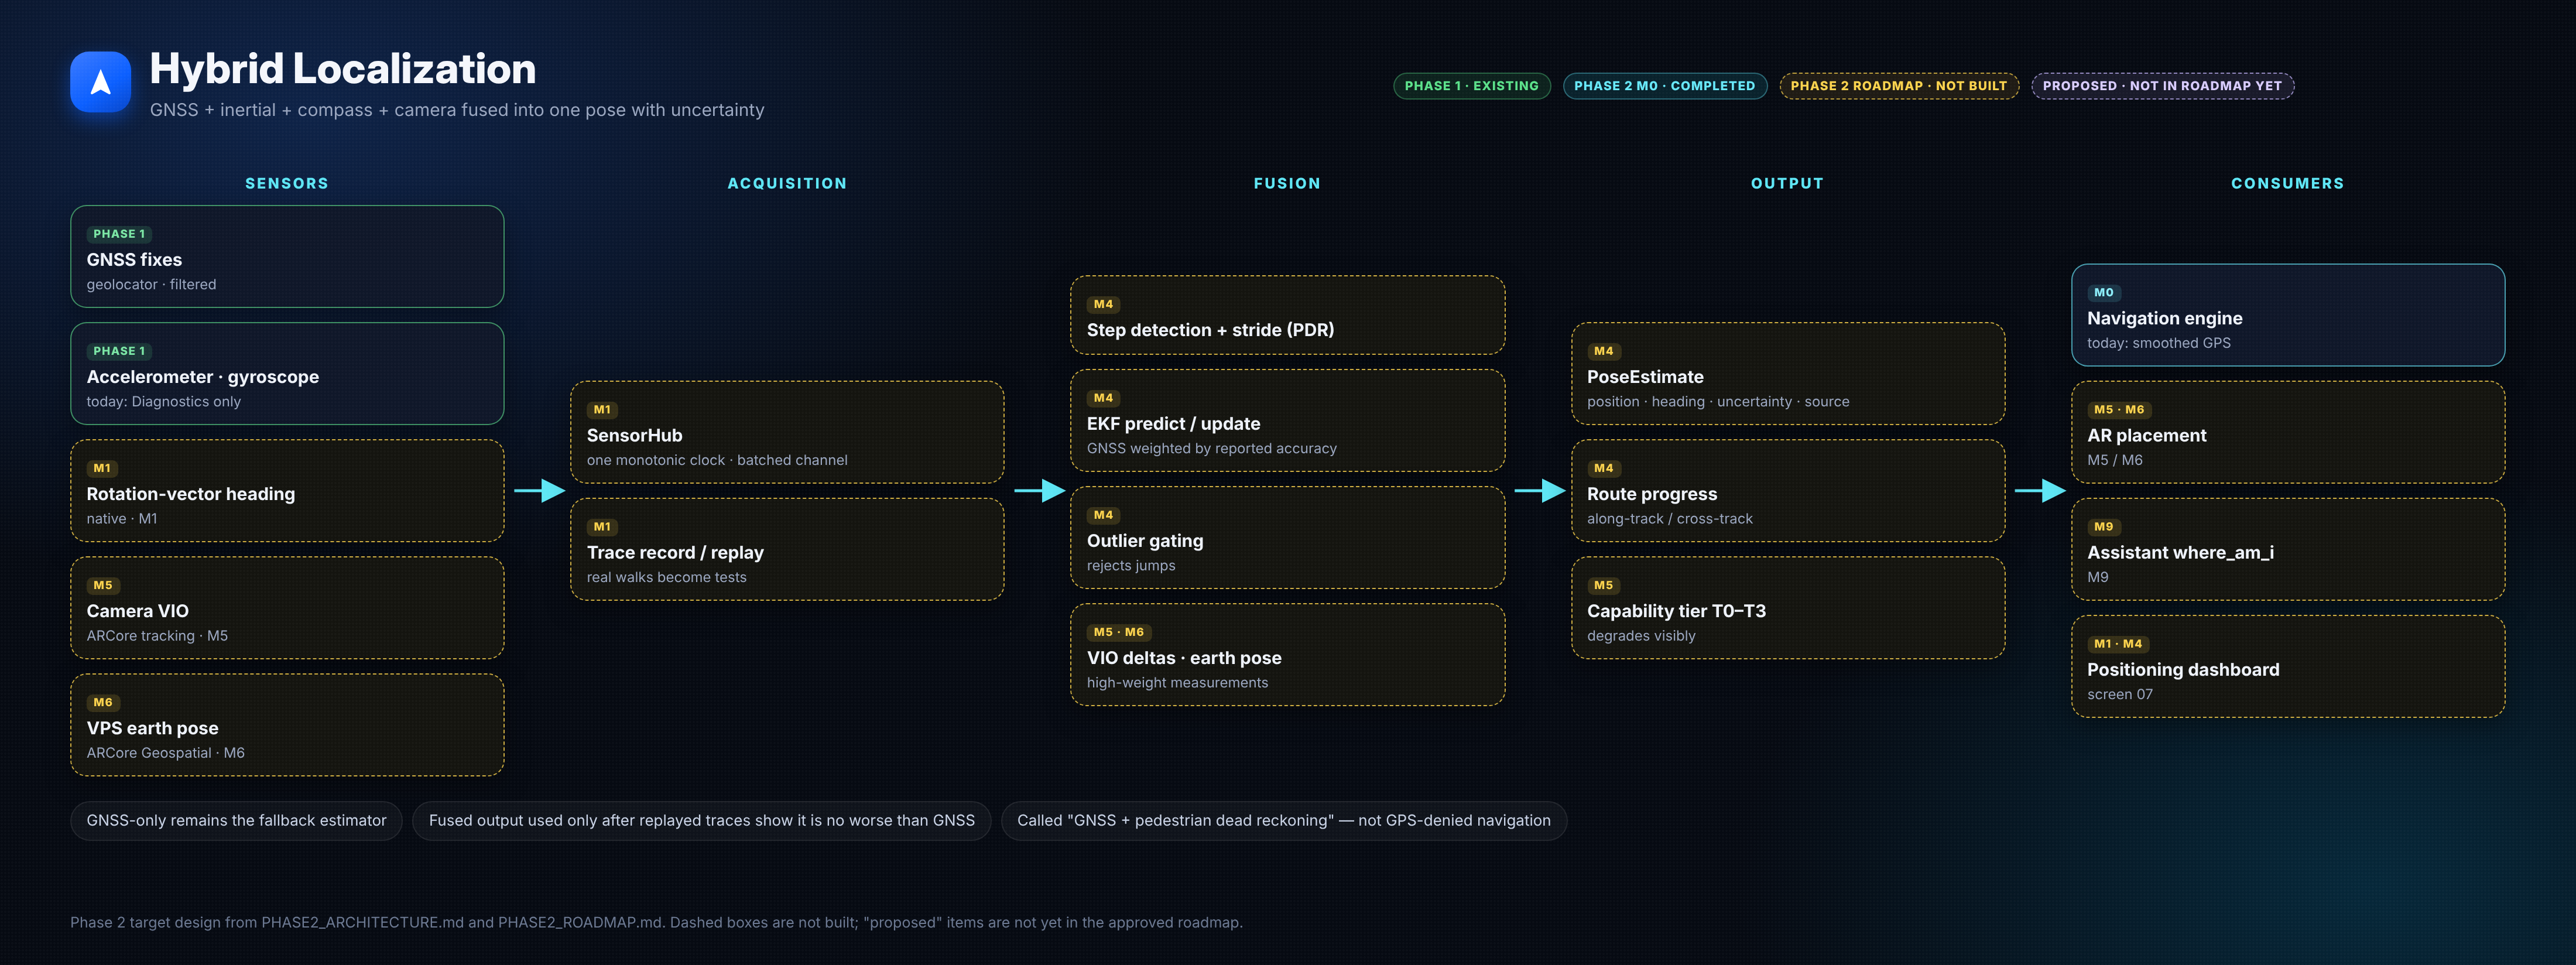 Hybrid Localization
GNSS + inertial + compass + camera fused into one pose with uncertainty
PHASE 1 · EXISTING
PHASE 2 M0 · COMPLETED
PHASE 2 ROADMAP · NOT BUILT
PROPOSED · NOT IN ROADMAP YET
SENSORS
PHASE 1
GNSS fixes
geolocator · filtered
PHASE 1
Accelerometer · gyroscope
today: Diagnostics only
M1
Rotation-vector heading
native · M1
M5
Camera VIO
ARCore tracking · M5
M6
VPS earth pose
ARCore Geospatial · M6
ACQUISITION
M1
SensorHub
one monotonic clock · batched channel
M1
Trace record / replay
real walks become tests
FUSION
M4
Step detection + stride (PDR)
M4
EKF predict / update
GNSS weighted by reported accuracy
M4
Outlier gating
rejects jumps
M5 · M6
VIO deltas · earth pose
high-weight measurements
OUTPUT
M4
PoseEstimate
position · heading · uncertainty · source
M4
Route progress
along-track / cross-track
M5
Capability tier T0–T3
degrades visibly
CONSUMERS
M0
Navigation engine
today: smoothed GPS
M5 · M6
AR placement
M5 / M6
M9
Assistant where_am_i
M9
M1 · M4
Positioning dashboard
screen 07
GNSS-only remains the fallback estimator
Fused output used only after replayed traces show it is no worse than GNSS
Called "GNSS + pedestrian dead reckoning" — not GPS-denied navigation
Phase 2 target design from PHASE2_ARCHITECTURE.md and PHASE2_ROADMAP.md. Dashed boxes are not built; "proposed" items are not yet in the approved roadmap.